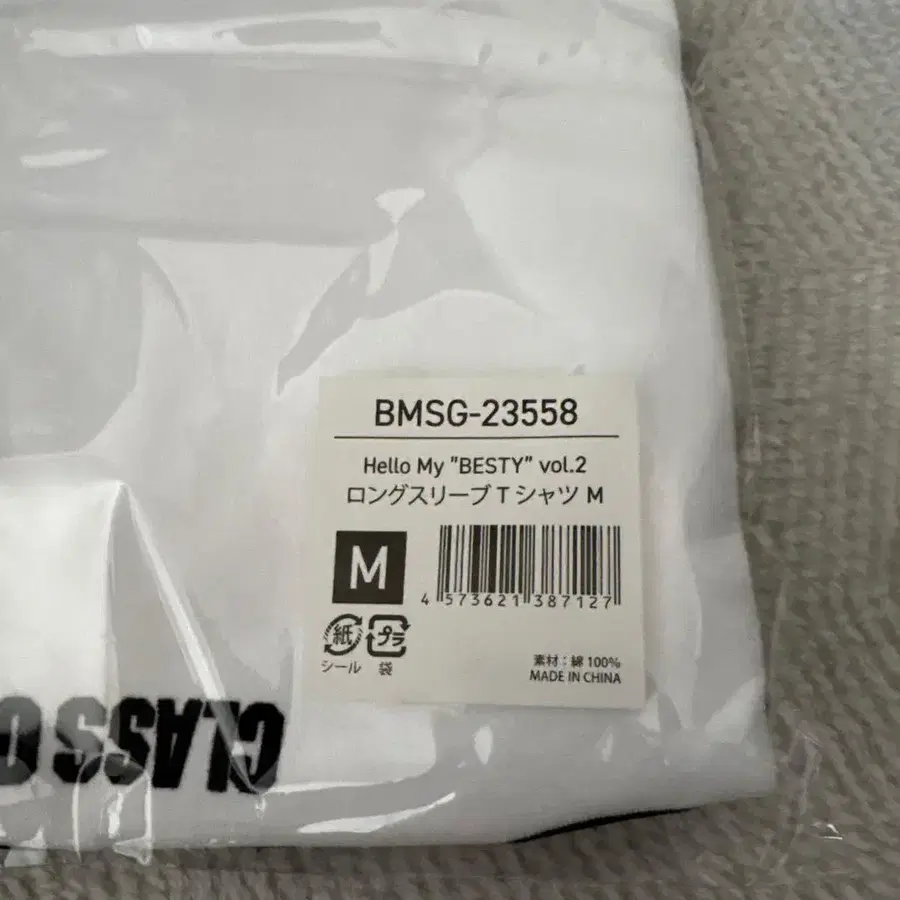 BMSG-23558
Hello My "BESTY" vol.2
ロングスリーブTシャツ M
M
4 573621 387127
紙 プラ
シール 袋
素材：綿 100%
MADE IN CHINA
CLASS